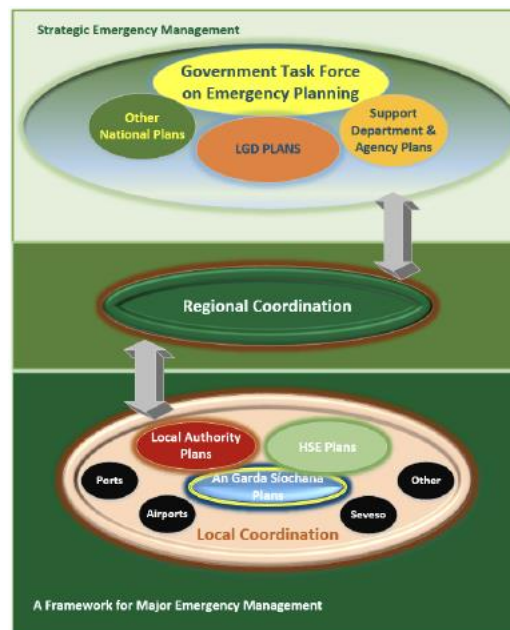 Strategic Emergency Management
Government Task Force
on Emergency Planning
Other
National Plans
Support
Department &
Agency Plans
LGD PLANS
Regional Coordination
Local Authority
Plans
HSE Plans
An Garda Síochana
Plans
Ports
Other
Airports
Seveso
Local Coordination
A Framework for Major Emergency Management